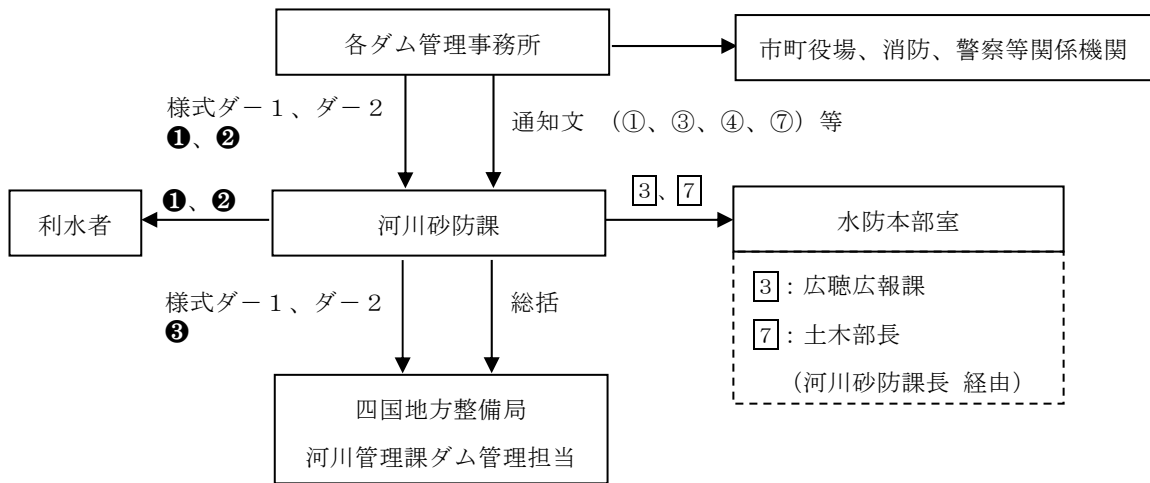 各ダム管理事務所
市町役場、消防、警察等関係機関
様式ダ－１、ダ－２
❶、❷
通知文 （①、③、④、⑦）等
❶、❷
3、7
利水者
河川砂防課
水防本部室
3：広聴広報課
7：土木部長
（河川砂防課長 経由）
様式ダ－１、ダ－２
❸
総括
四国地方整備局
河川管理課ダム管理担当